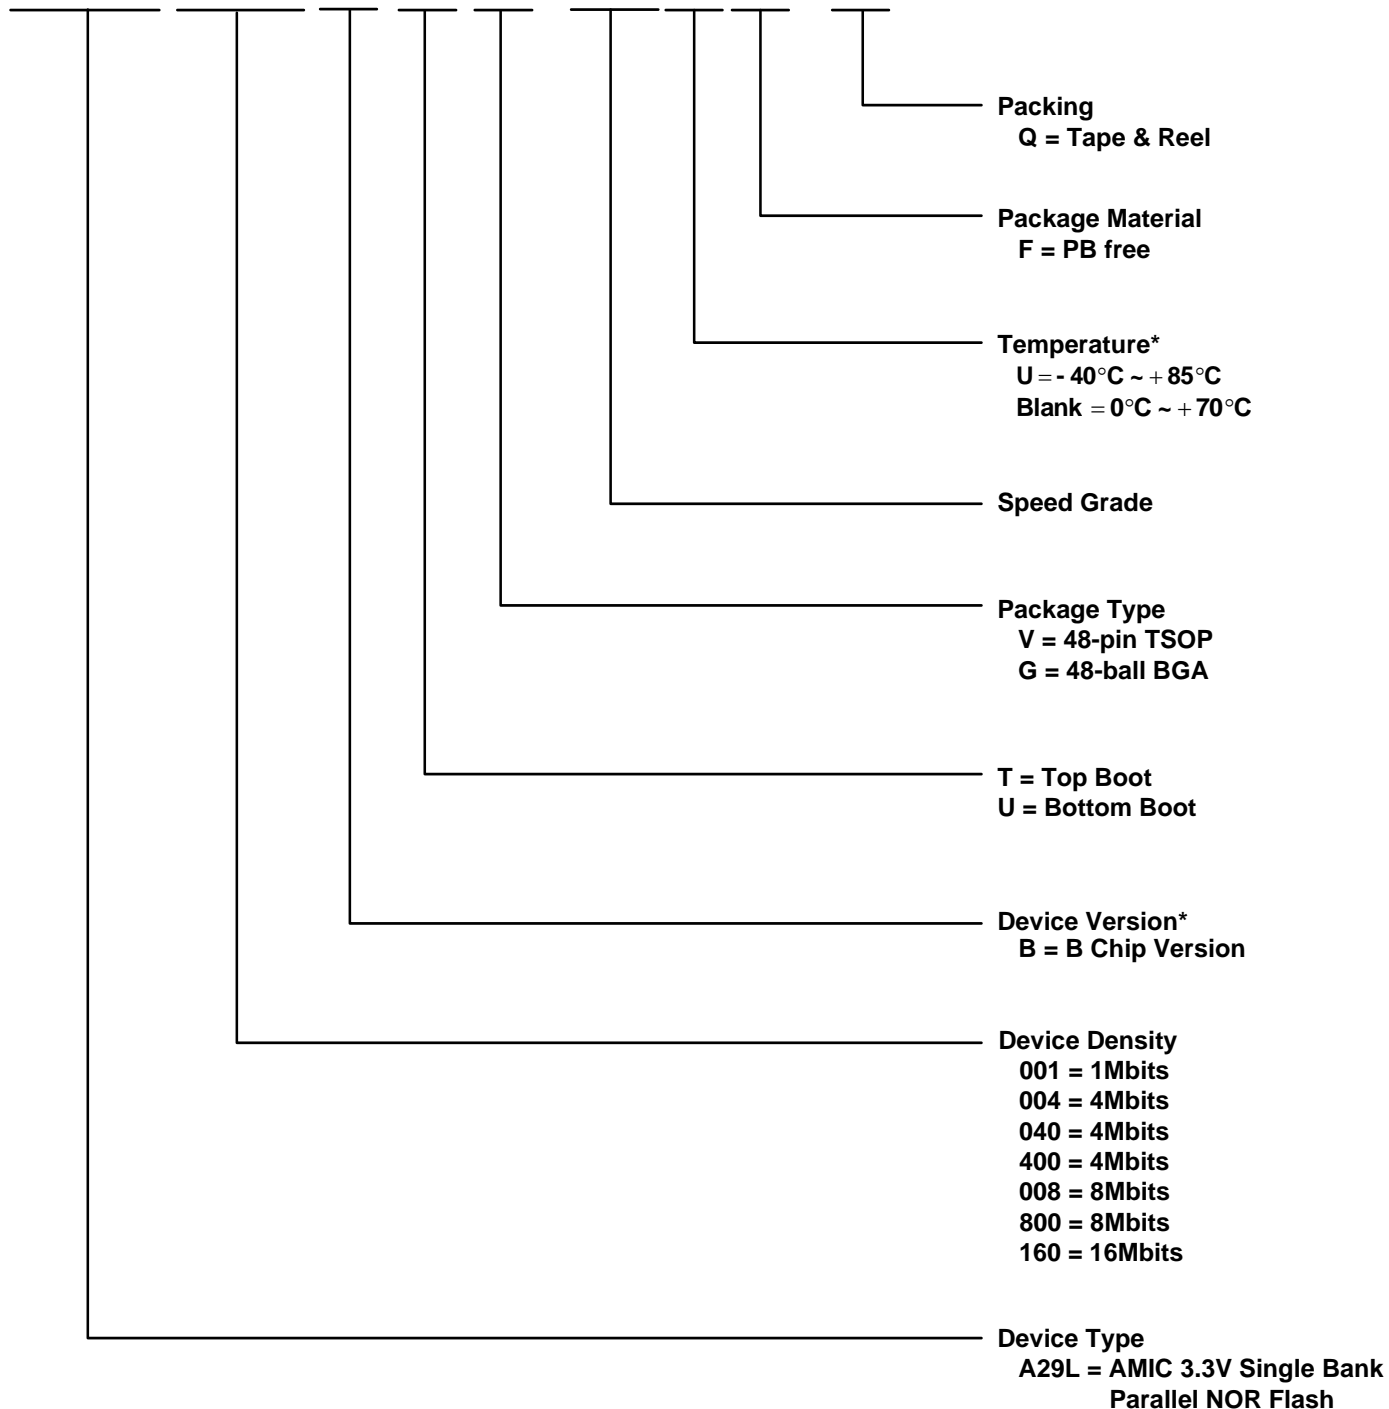 Packing
Q = Tape & Reel
Package Material
F = PB free
Temperature*
U = - 40°C ~ + 85°C
Blank = 0°C ~ + 70°C
Speed Grade
Package Type
V = 48-pin TSOP
G = 48-ball BGA
T = Top Boot
U = Bottom Boot
Device Version*
B = B Chip Version
Device Density
001 = 1Mbits
004 = 4Mbits
040 = 4Mbits
400 = 4Mbits
008 = 8Mbits
800 = 8Mbits
160 = 16Mbits
Device Type
A29L = AMIC 3.3V Single Bank
Parallel NOR Flash